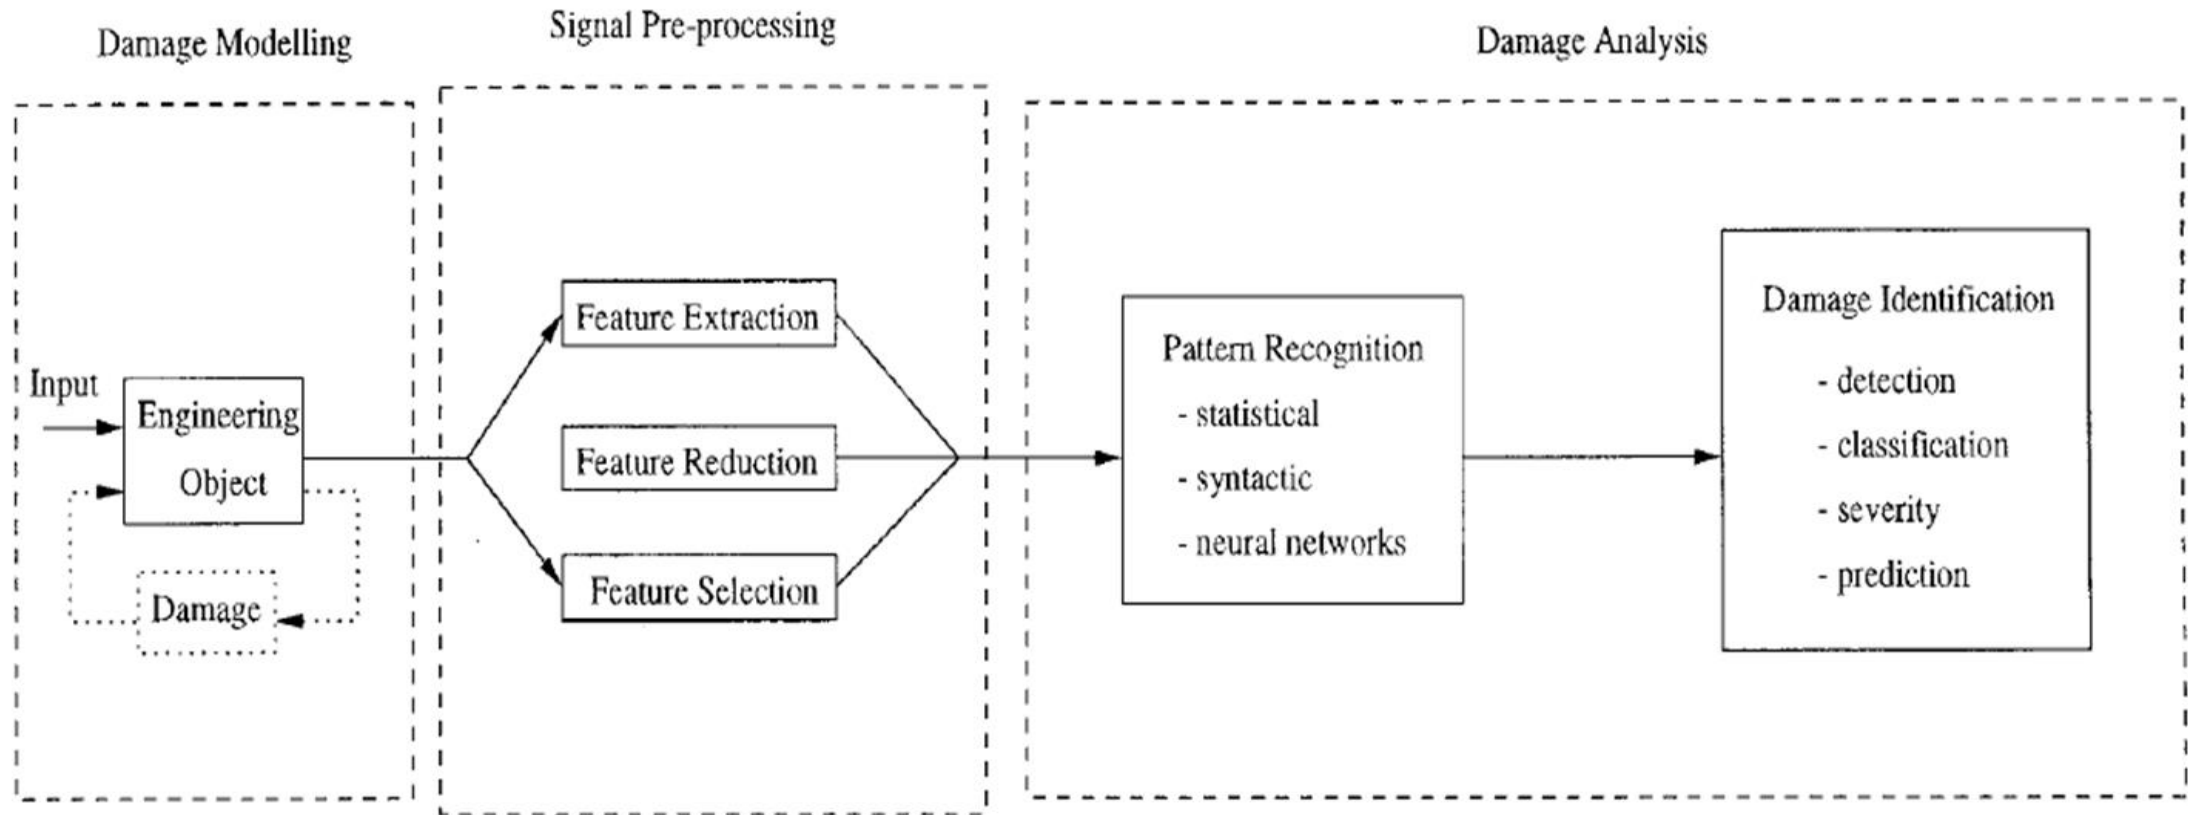 Damage Modelling
Signal Pre-processing
Damage Analysis
Input
Engineering
Object
Damage
Feature Extraction
Feature Reduction
Feature Selection
Pattern Recognition
- statistical
- syntactic
- neural networks
Damage Identification
- detection
- classification
- severity
- prediction